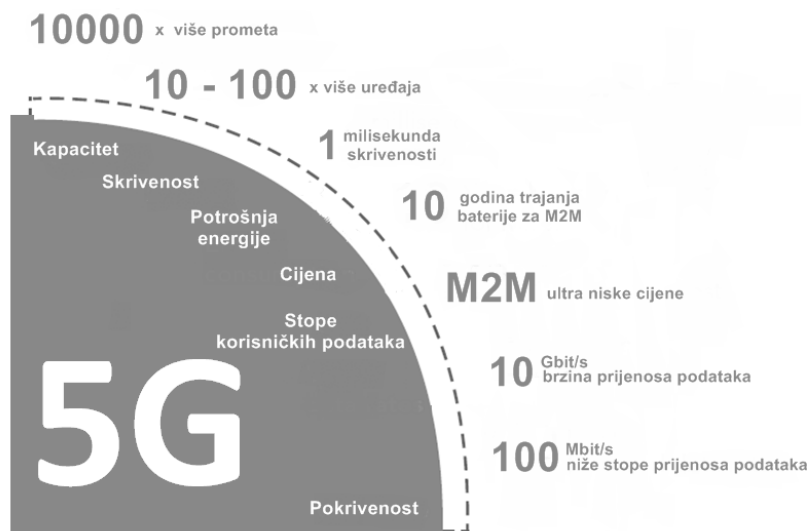 10000 x više prometa
10 - 100 x više uređaja
1 milisekunda
skrivenosti
10 godina trajanja
baterije za M2M
M2M ultra niske cijene
10 Gbit/s
brzina prijenosa podataka
100 Mbit/s
niže stope prijenosa podataka
Kapacitet
Skrivenost
Potrošnja
energije
Cijena
Stope
korisničkih podataka
5G
Pokrivenost